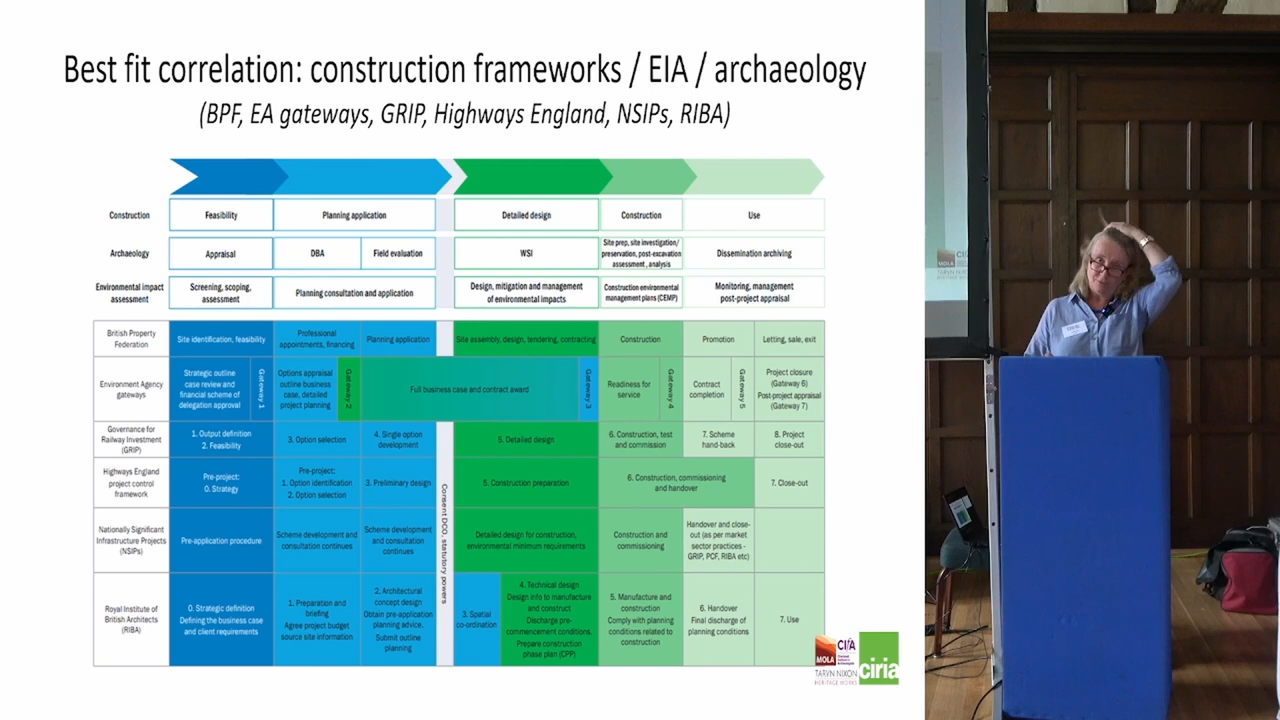 Best fit correlation: construction frameworks / EIA / archaeology
(BPF, EA gateways, GRIP, Highways England, NSIPs, RIBA)
Construction
Feasibility
Planning application
Detailed design
Construction
Use
Archaeology
Appraisal
DBA
Field evaluation
WSI
Site prep, site investigation/
preservation, post-excavation
assessment, analysis
Dissemination archiving
Environmental impact
assessment
Screening, scoping,
assessment
Planning consultation and application
Design, mitigation and management
of environmental impacts
Construction environmental
management plans (CEMP)
Monitoring, management
post-project appraisal
British Property
Federation
Site identification, feasibility
Professional
appointments, financing
Planning application
Site assembly, design, tendering, contracting
Construction
Promotion
Letting, sale, exit
Environment Agency
gateways
Strategic outline
case review and
financial scheme of
delegation approval
Gateway 1
Options appraisal
outline business
case, detailed
project planning
Gateway 2
Full business case and contract award
Gateway 3
Readiness for
service
Gateway 4
Contract
completion
Gateway 5
Project closure
(Gateway 6)
Post-project appraisal
(Gateway 7)
Governance for
Railway Investment
(GRIP)
1. Output definition
2. Feasibility
3. Option selection
4. Single option
development
5. Detailed design
6. Construction, test
and commission
7. Scheme
hand-back
8. Project
close-out
Highways England
project control
framework
Pre-project:
0. Strategy
Pre-project:
1. Option identification
2. Option selection
3. Preliminary design
5. Construction preparation
6. Construction, commissioning
and handover
7. Close-out
Consent DCO, statutory powers
Nationally Significant
Infrastructure Projects
(NSIPs)
Pre-application procedure
Scheme development and
consultation continues
Scheme development
and consultation
continues
Detailed design for construction,
environmental minimum requirements
Construction and
commissioning
Handover and close-
out (as per market
sector practices -
GRIP, PCF, RIBA etc)
Royal Institute of
British Architects
(RIBA)
0. Strategic definition
Defining the business case
and client requirements
1. Preparation and
briefing
Agree project budget
source site information
2. Architectural
concept design
Obtain pre-application
planning advice.
Submit outline
planning
3. Spatial
co-ordination
4. Technical design
Design info to manufacture
and construct
Discharge pre-
commencement conditions.
Prepare construction
phase plan (CPP)
5. Manufacture and
construction
Comply with planning
conditions related to
construction
6. Handover
Final discharge of
planning conditions
7. Use
MOLA
CIfA
TARYN NIXON
HERITAGE WORKS
ciria